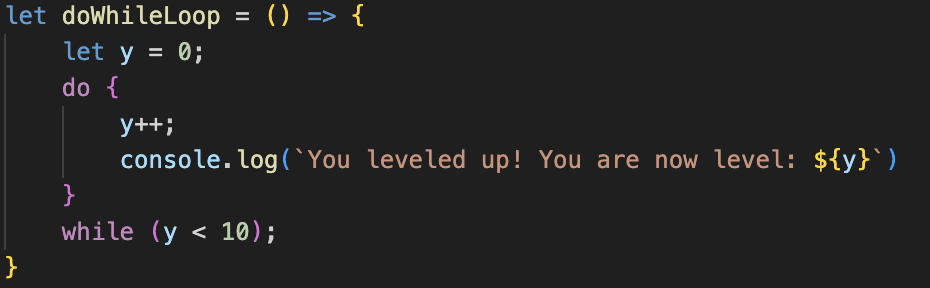 let doWhileLoop = () => {
    let y = 0;
    do {
        y++;
        console.log(`You leveled up! You are now level: ${y}`)
    }
    while (y < 10);
}